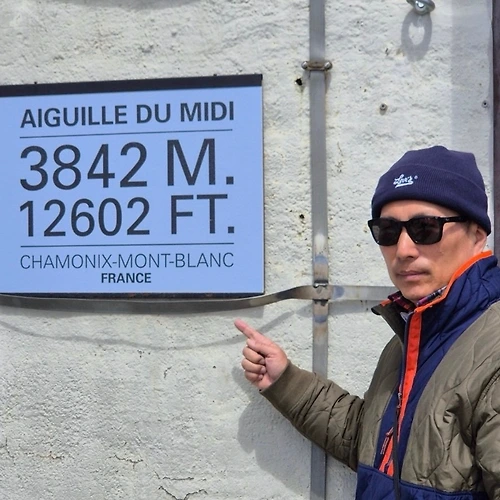 AIGUILLE DU MIDI
3842 M.
12602 FT.
CHAMONIX-MONT-BLANC
FRANCE